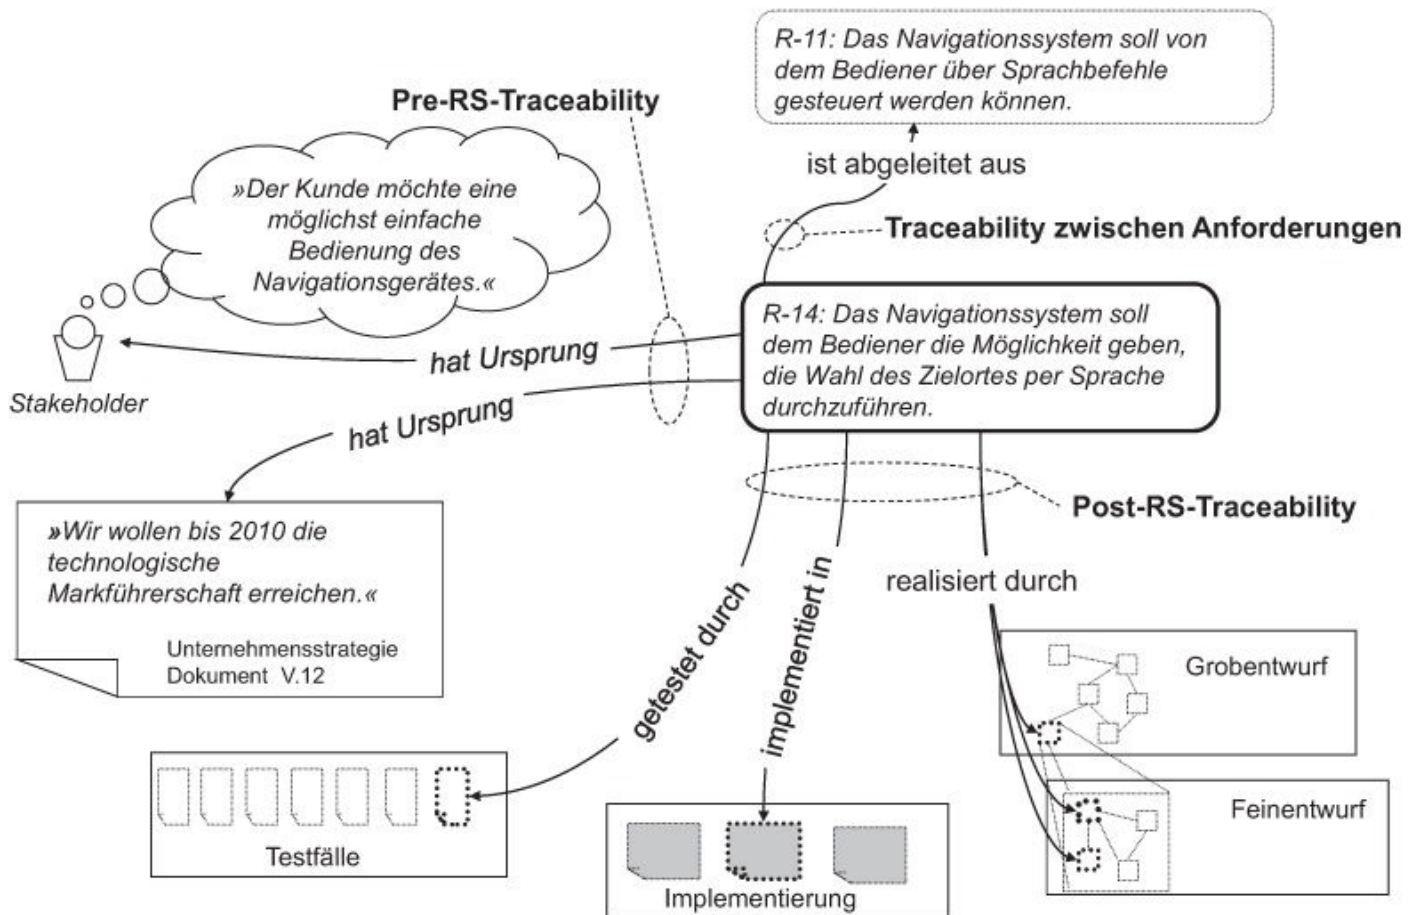 R-11: Das Navigationssystem soll von
dem Bediener über Sprachbefehle
gesteuert werden können.
Pre-RS-Traceability
ist abgeleitet aus
»Der Kunde möchte eine
möglichst einfache
Bedienung des
Navigationsgerätes.«
Traceability zwischen Anforderungen
R-14: Das Navigationssystem soll
dem Bediener die Möglichkeit geben,
die Wahl des Zielortes per Sprache
durchzuführen.
hat Ursprung
Stakeholder
hat Ursprung
Post-RS-Traceability
»Wir wollen bis 2010 die
technologische
Markführerschaft erreichen.«
Unternehmensstrategie
Dokument V.12
getestet durch
implementiert in
realisiert durch
Grobentwurf
Feinentwurf
Testfälle
Implementierung